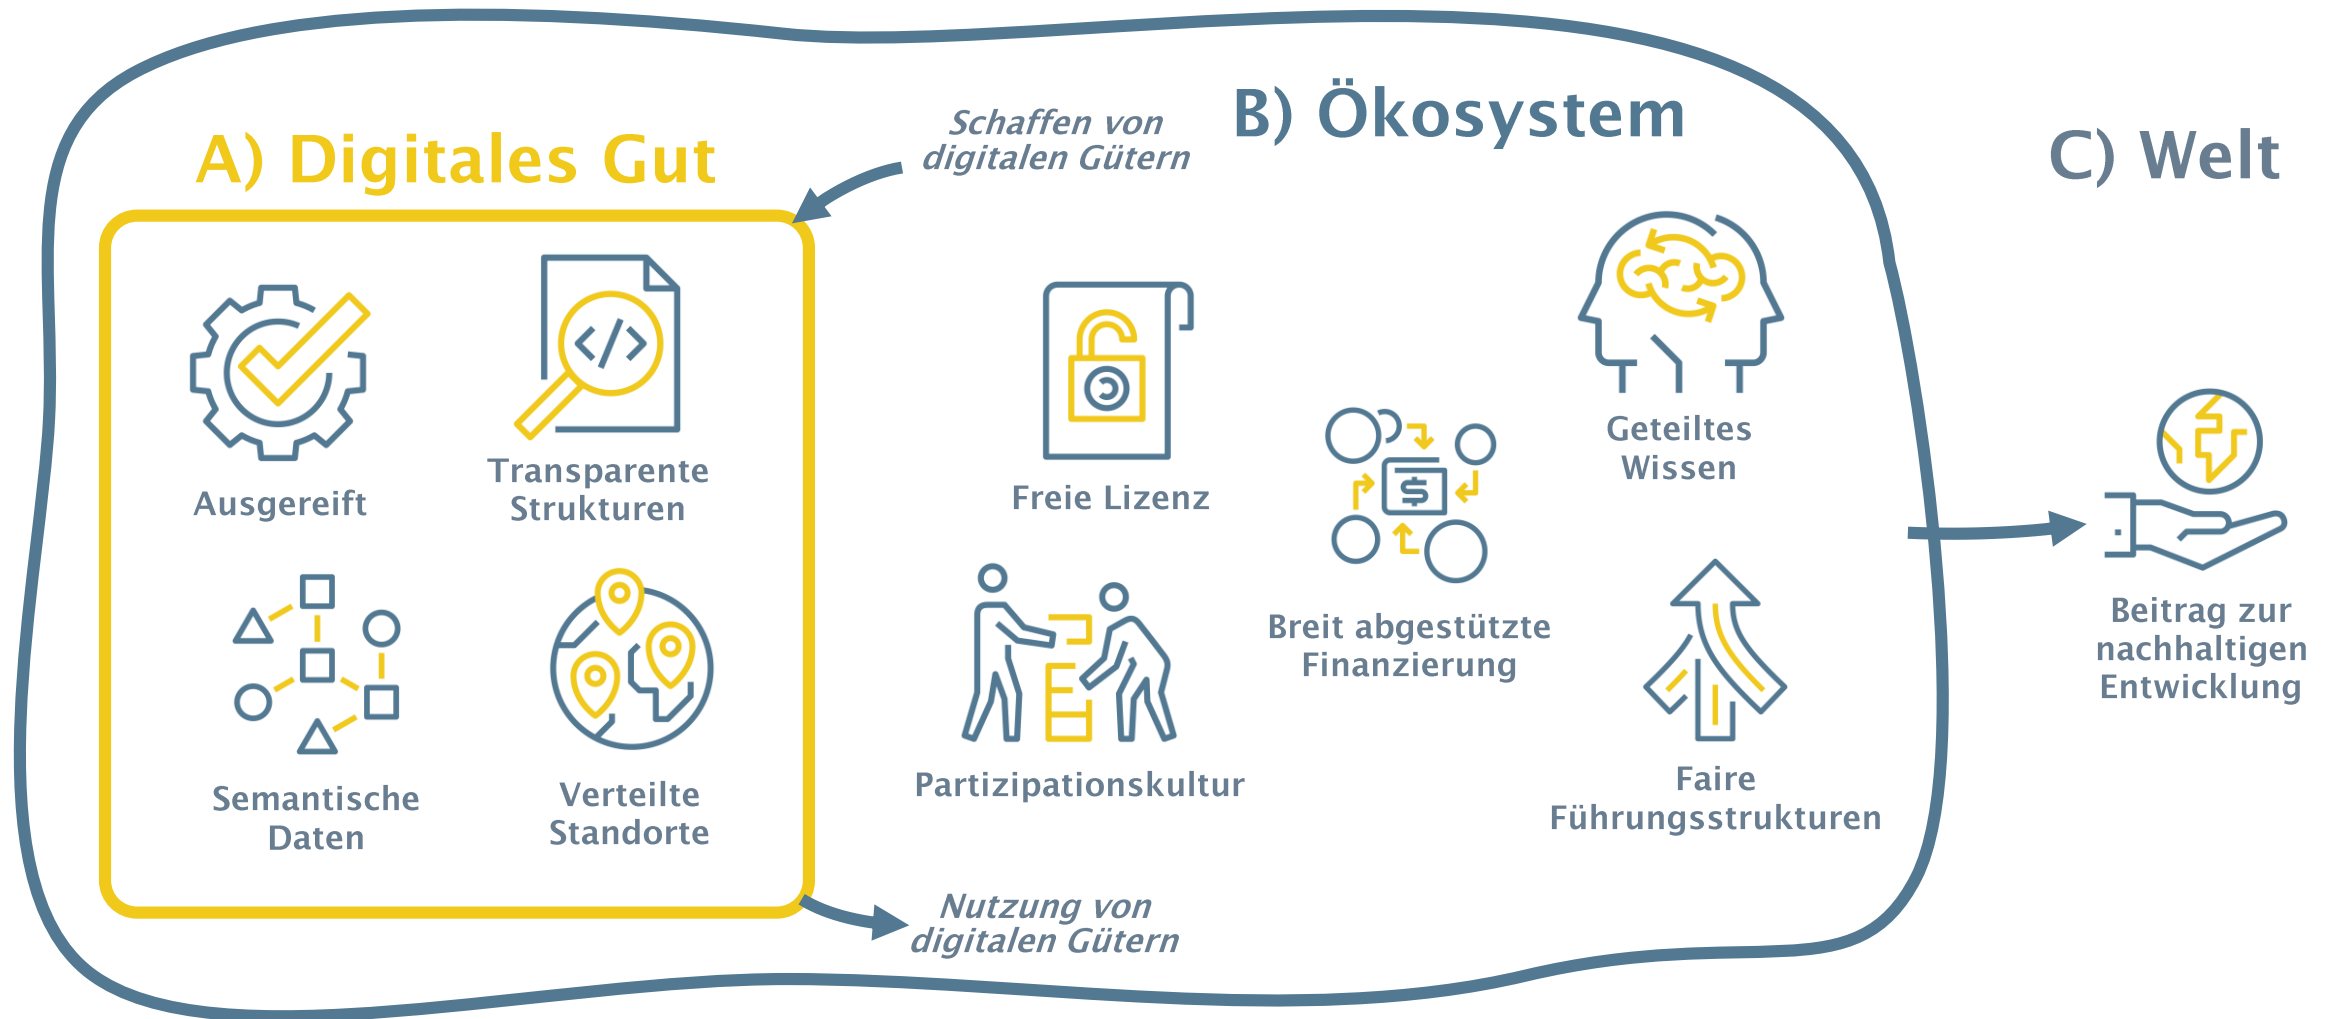 A) Digitales Gut
Ausgereift
Transparente
Strukturen
Semantische
Daten
Verteilte
Standorte
Schaffen von
digitalen Gütern
Nutzung von
digitalen Gütern
B) Ökosystem
Freie Lizenz
Partizipationskultur
Breit abgestützte
Finanzierung
Geteiltes
Wissen
Faire
Führungsstrukturen
C) Welt
Beitrag zur
nachhaltigen
Entwicklung